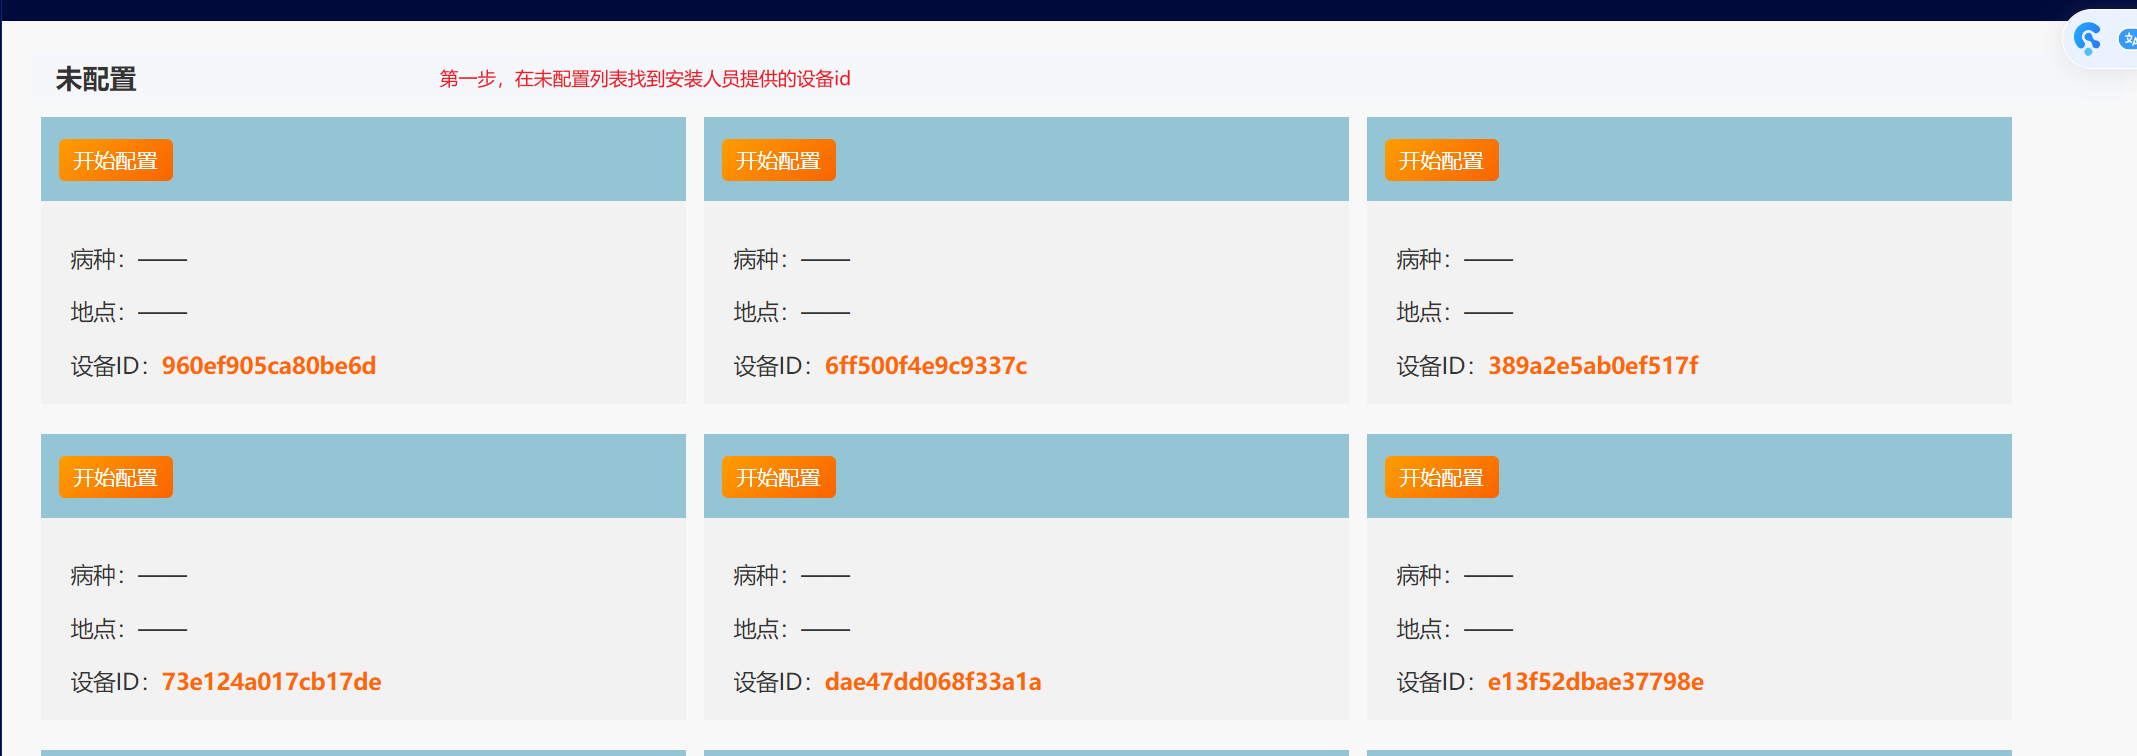 未配置
第一步，在未配置列表找到安装人员提供的设备id
开始配置 开始配置 开始配置
病种：—— 病种：—— 病种：——
地点：—— 地点：—— 地点：——
设备ID：960ef905ca80be6d 设备ID：6ff500f4e9c9337c 设备ID：389a2e5ab0ef517f
开始配置 开始配置 开始配置
病种：—— 病种：—— 病种：——
地点：—— 地点：—— 地点：——
设备ID：73e124a017cb17de 设备ID：dae47dd068f33a1a 设备ID：e13f52dbae37798e